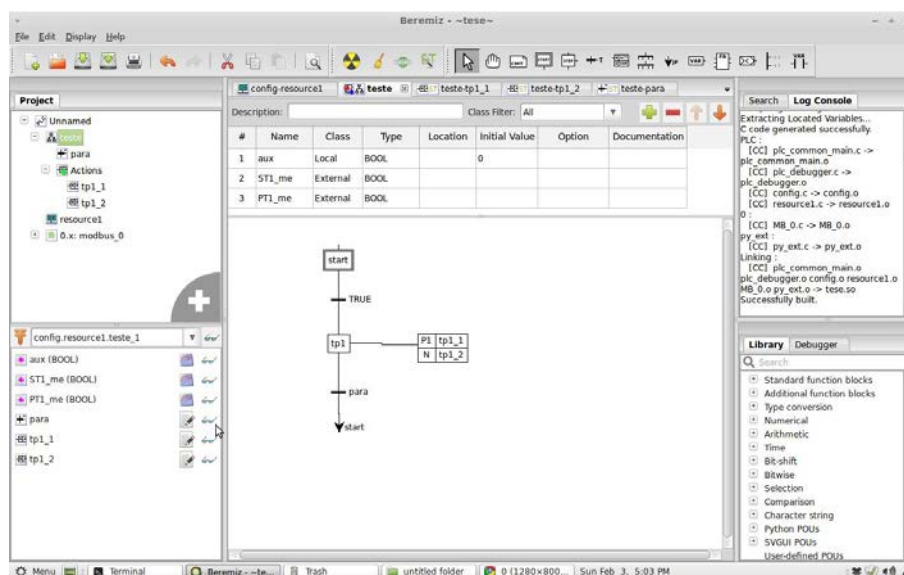 Beremiz - ~tese~
File Edit Display Help
Project
Unnamed
teste
para
Actions
tp1_1
tp1_2
resource1
0.x: modbus_0
config.resource1.teste_1
aux (BOOL)
ST1_me (BOOL)
PT1_me (BOOL)
para
tp1_1
tp1_2
config-resource1 teste teste-tp1_1 teste-tp1_2 teste-para
Description: Class Filter: All
# Name Class Type Location Initial Value Option Documentation
1 aux Local BOOL 0
2 ST1_me External BOOL
3 PT1_me External BOOL
start
TRUE
tp1
P1 tp1_1
N tp1_2
para
start
Search Log Console
Extracting Located Variables...
C code generated successfully.
PLC :
[CC] plc_common_main.c ->
plc_common_main.o
[CC] plc_debugger.c ->
plc_debugger.o
[CC] config.c -> config.o
[CC] resource1.c -> resource1.o
0 :
[CC] MB_0.c -> MB_0.o
py_ext :
[CC] py_ext.c -> py_ext.o
Linking :
[CC] plc_common_main.o
plc_debugger.o config.o resource1.o
MB_0.o py_ext.o -> tese.so
Successfully built.
Library Debugger
Search
Standard function blocks
Additional function blocks
Type conversion
Numerical
Arithmetic
Time
Bit-shift
Bitwise
Selection
Comparison
Character string
Python POUs
SVGUI POUs
User-defined POUs
Menu Terminal Beremiz - ~te... Trash untitled folder 0 (1280×800... Sun Feb 3, 5:03 PM